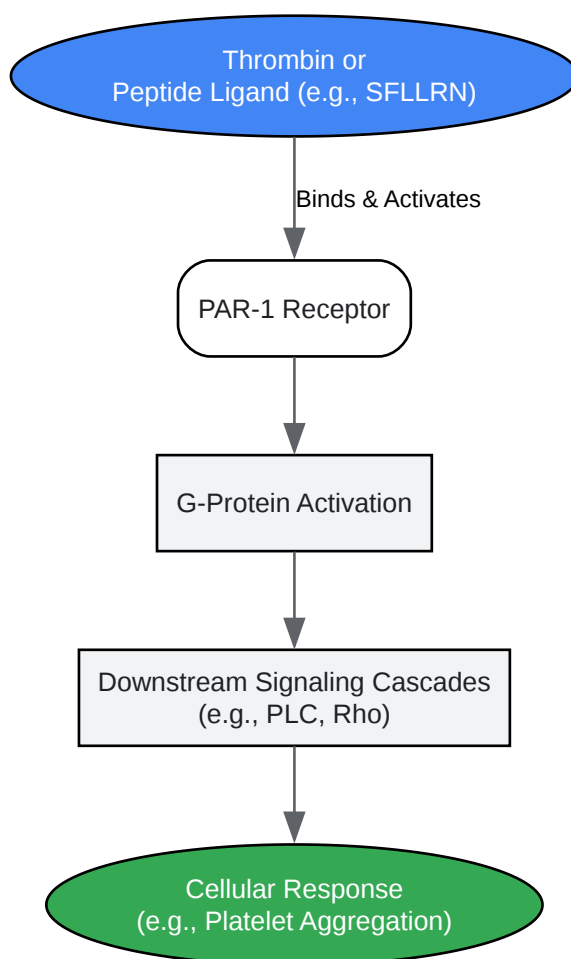 Thrombin or
Peptide Ligand (e.g., SFLLRN)
Binds & Activates
PAR-1 Receptor
G-Protein Activation
Downstream Signaling Cascades
(e.g., PLC, Rho)
Cellular Response
(e.g., Platelet Aggregation)